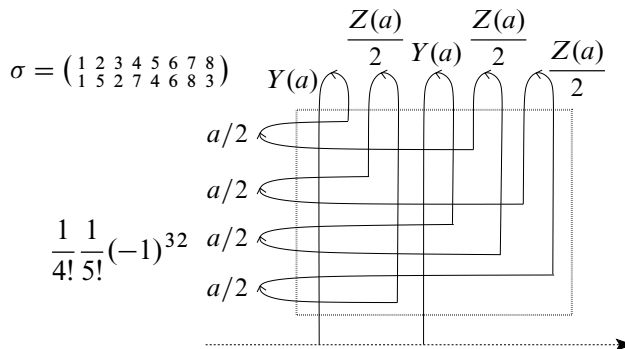 σ = (1 2 3 4 5 6 7 8 / 1 5 2 7 4 6 8 3)
Y(a)
Z(a)/2
Y(a)
Z(a)/2
Z(a)/2
a/2
a/2
a/2
a/2
1/4! 1/5! (−1)^32